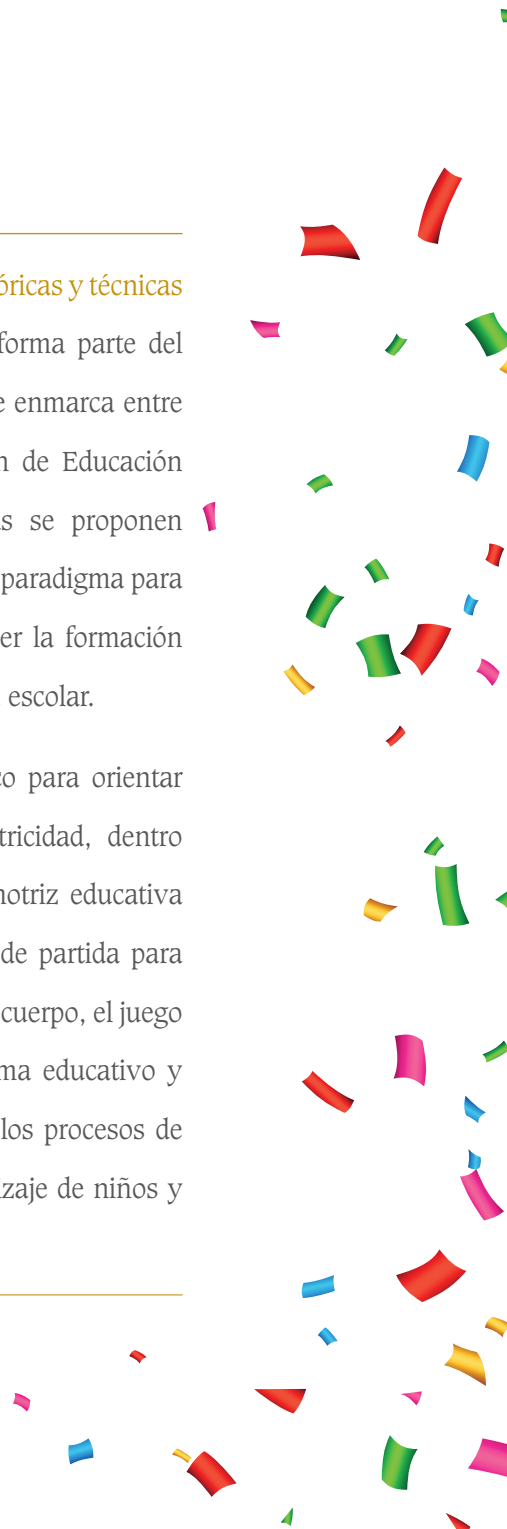 óricas y técnicas
forma parte del
e enmarca entre
n de Educación
s se proponen
paradigma para
er la formación
escolar.
o para orientar
tricidad, dentro
motriz educativa
de partida para
cuerpo, el juego
ma educativo y
los procesos de
zaje de niños y